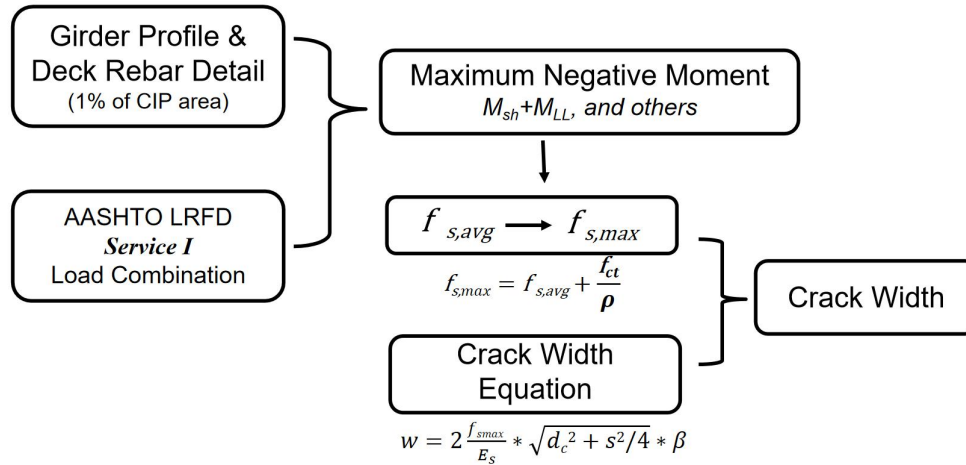 Girder Profile &
Deck Rebar Detail
(1% of CIP area)
Maximum Negative Moment
M_sh+M_LL, and others
AASHTO LRFD
Service I
Load Combination
f s,avg → f s,max
f_s,max = f_s,avg + f_ct/ρ
Crack Width
Crack Width
Equation
w = 2 f_smax/E_s * √(d_c² + s²/4) * β